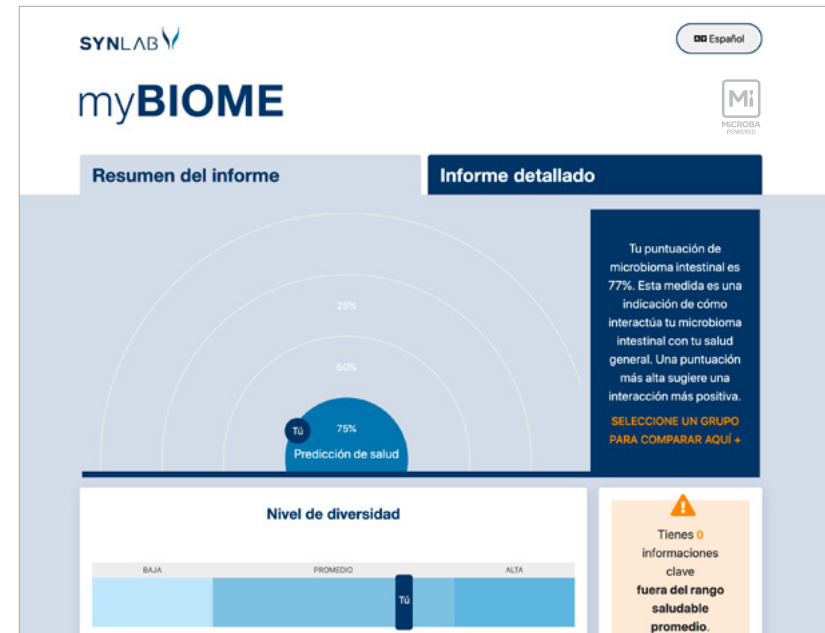 SYNLAB
Español
myBIOME
Mi
MICROBA
POWERED
Resumen del informe
Informe detallado
25%
50%
Tú
75%
Predicción de salud
Tu puntuación de
microbioma intestinal es
77%. Esta medida es una
indicación de cómo
interactúa tu microbioma
intestinal con tu salud
general. Una puntuación
más alta sugiere una
interacción más positiva.
SELECCIONE UN GRUPO
PARA COMPARAR AQUÍ +
Nivel de diversidad
BAJA
PROMEDIO
ALTA
Tú
Tienes 0
informaciones
clave
fuera del rango
saludable
promedio.